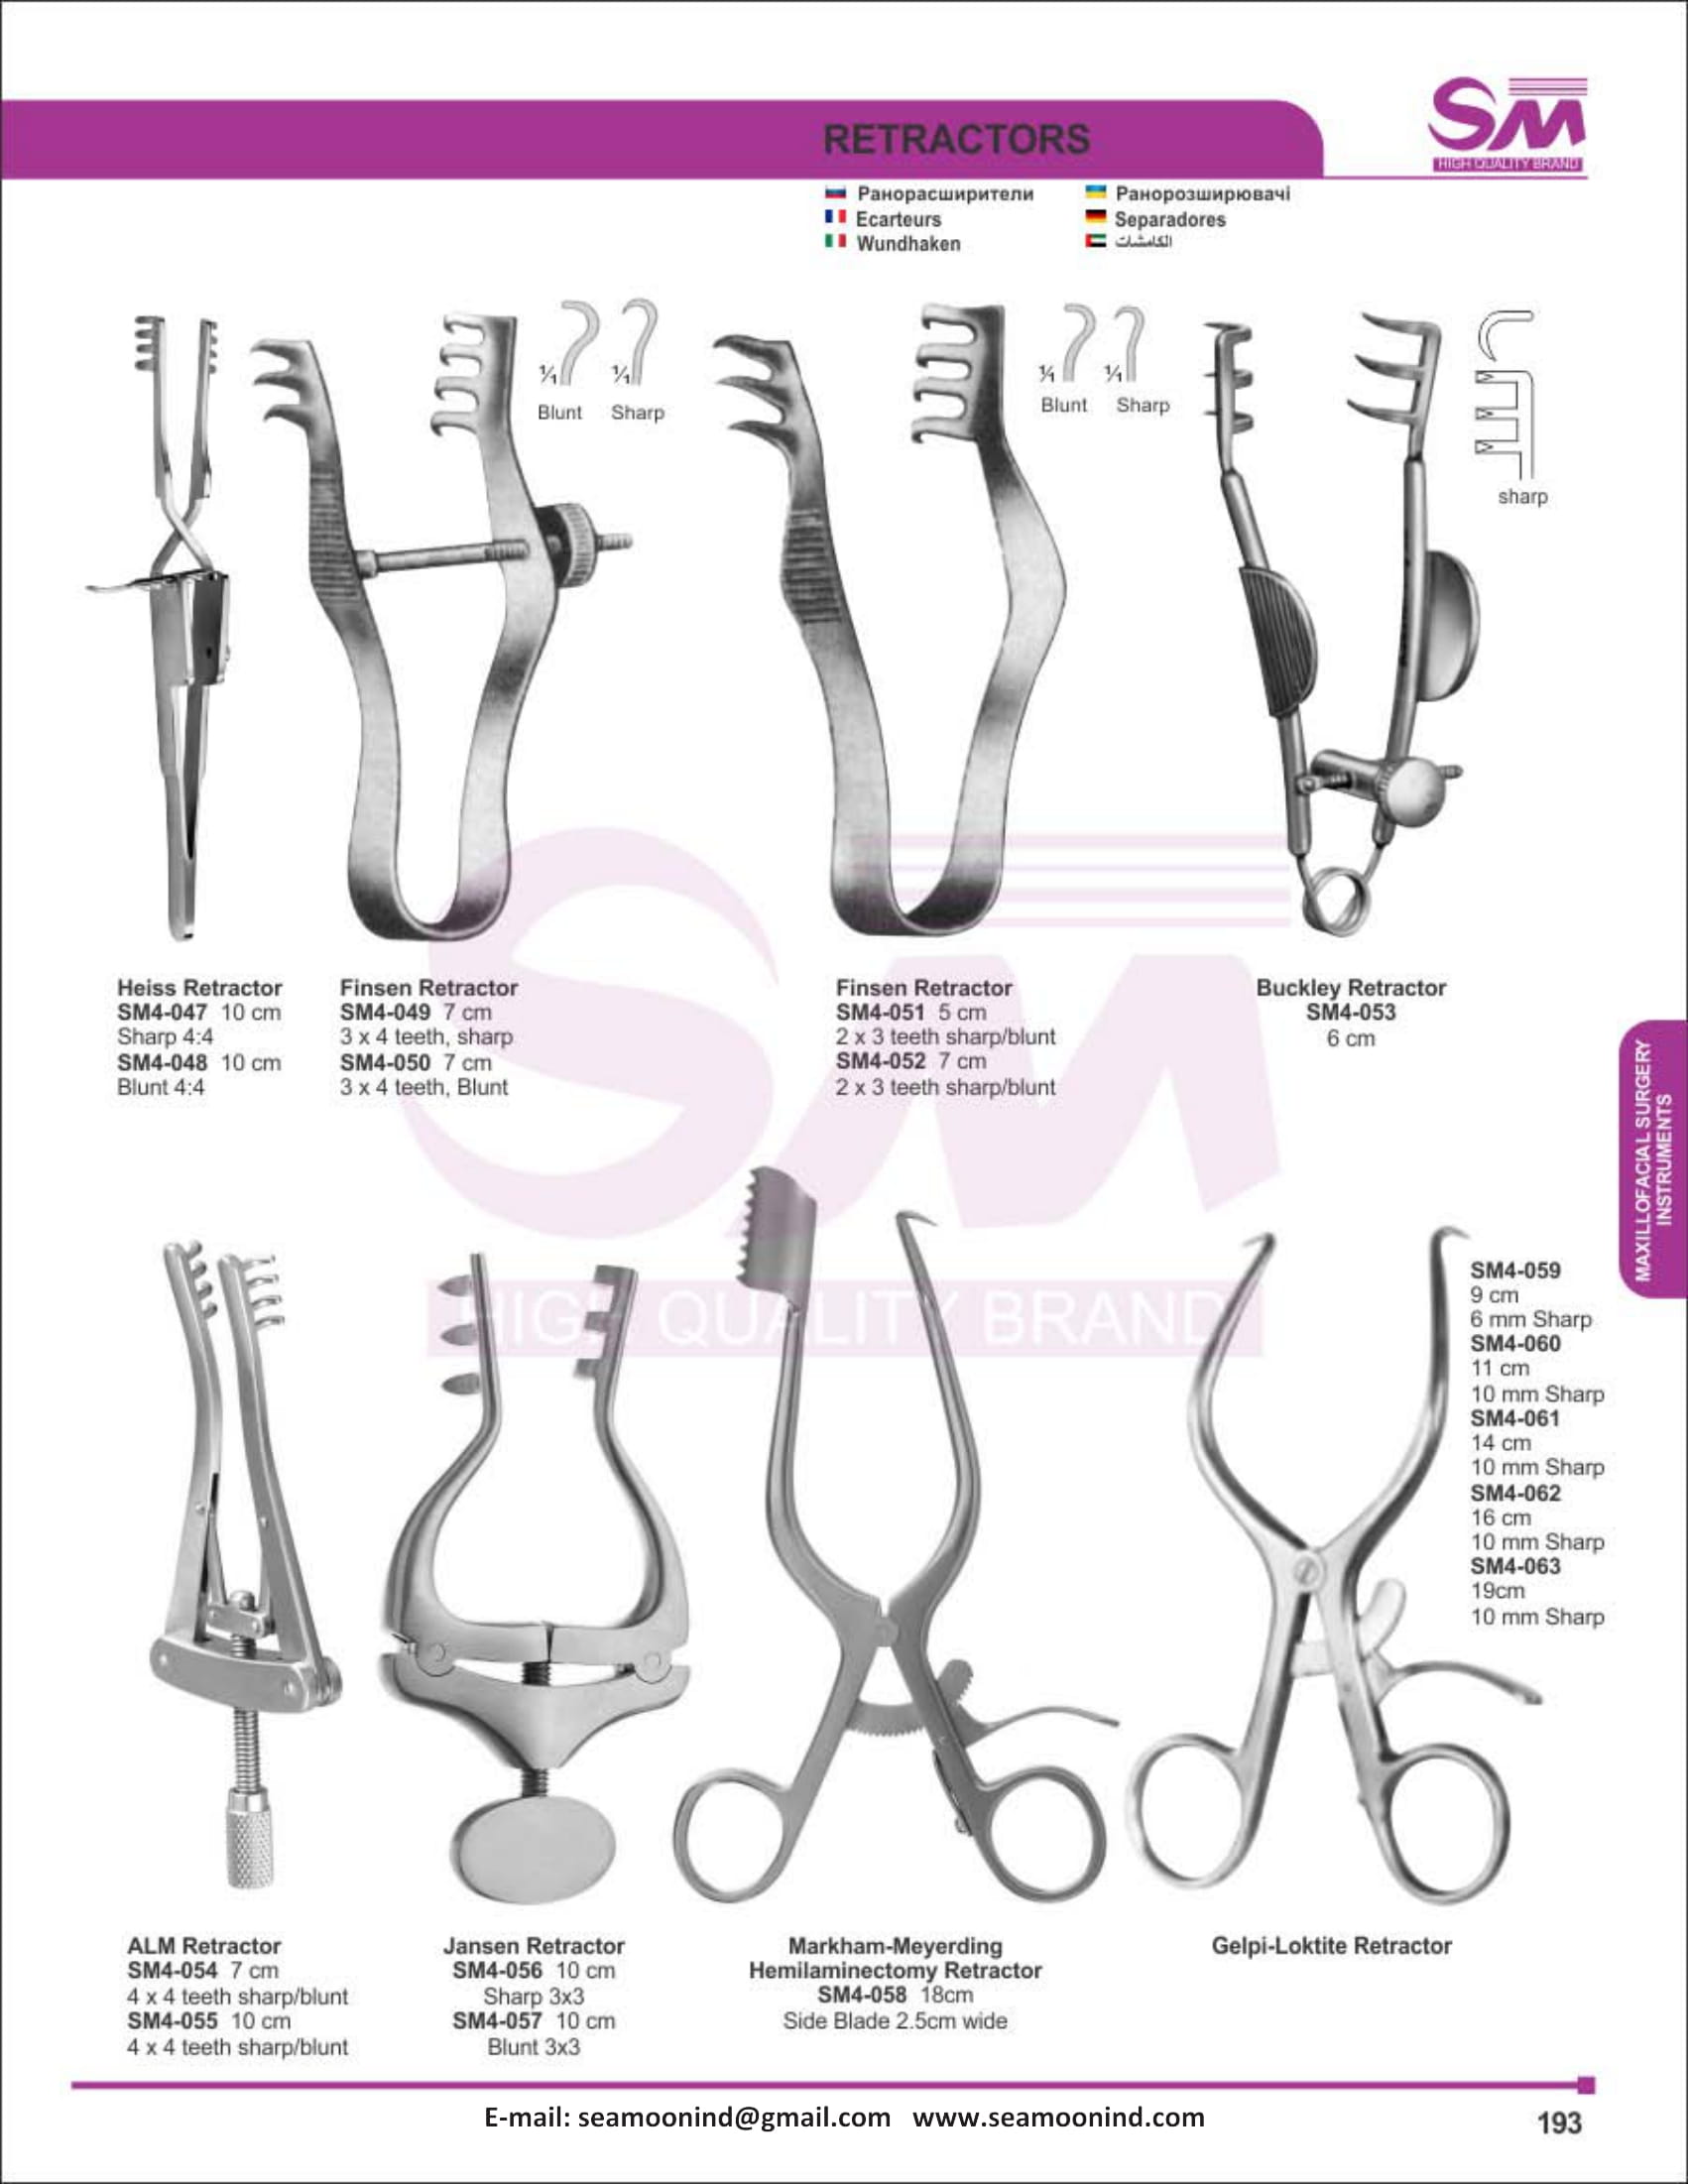 SM
HIGH QUALITY BRAND
RETRACTORS
Ранорасширители
Ранорозширювачі
Ecarteurs
Separadores
Wundhaken
الكامشات
½₁
Blunt
Sharp
Blunt
Sharp
sharp
Heiss Retractor
SM4-047 10 cm
Sharp 4:4
SM4-048 10 cm
Blunt 4:4
Finsen Retractor
SM4-049 7 cm
3 x 4 teeth, sharp
SM4-050 7 cm
3 x 4 teeth, Blunt
Finsen Retractor
SM4-051 5 cm
2 x 3 teeth sharp/blunt
SM4-052 7 cm
2 x 3 teeth sharp/blunt
Buckley Retractor
SM4-053
6 cm
MAXILLOFACIAL SURGERY
INSTRUMENTS
SM
HIGH QUALITY BRAND
SM4-059
9 cm
6 mm Sharp
SM4-060
11 cm
10 mm Sharp
SM4-061
14 cm
10 mm Sharp
SM4-062
16 cm
10 mm Sharp
SM4-063
19cm
10 mm Sharp
ALM Retractor
SM4-054 7 cm
4 x 4 teeth sharp/blunt
SM4-055 10 cm
4 x 4 teeth sharp/blunt
Jansen Retractor
SM4-056 10 cm
Sharp 3x3
SM4-057 10 cm
Blunt 3x3
Markham-Meyerding
Hemilaminectomy Retractor
SM4-058 18cm
Side Blade 2.5cm wide
Gelpi-Loktite Retractor
E-mail: seamoonind@gmail.com www.seamoonind.com
193